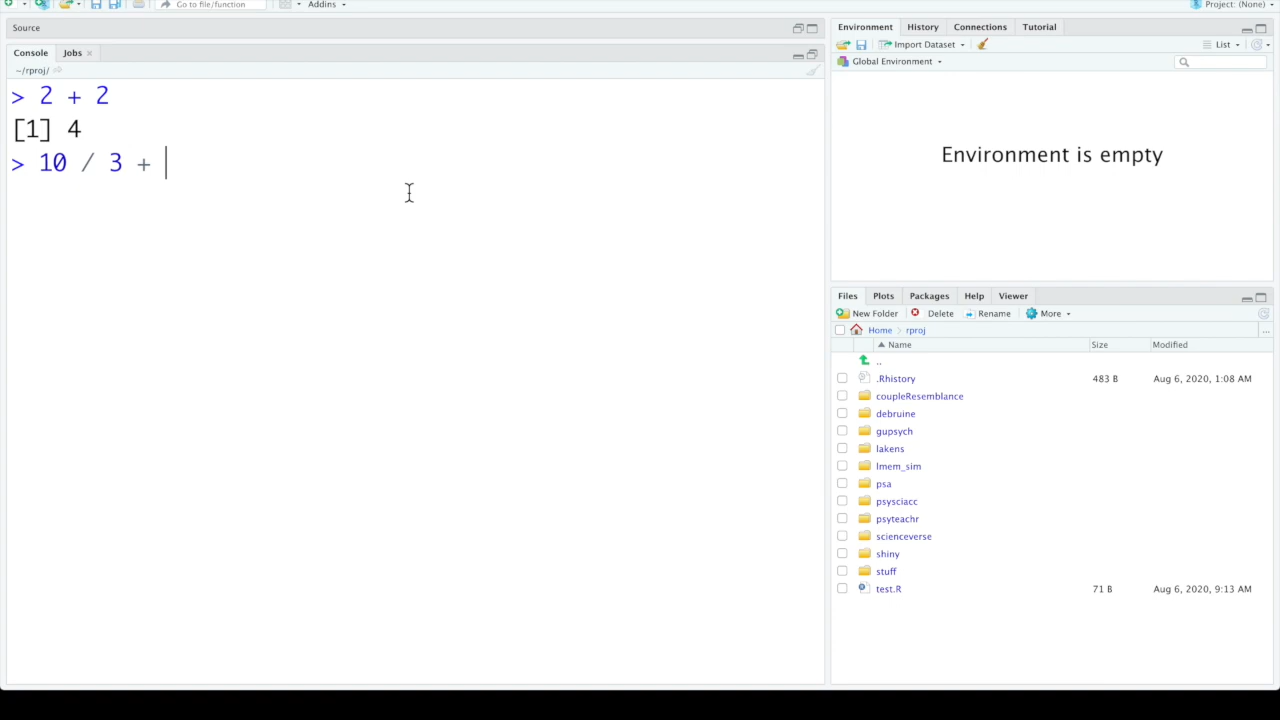 Go to file/function Addins Project: (None)
Source
Console Jobs
~/rproj/
> 2 + 2
[1] 4
> 10 / 3 +
Environment History Connections Tutorial
Import Dataset List
Global Environment
Environment is empty
Files Plots Packages Help Viewer
New Folder Delete Rename More
Home rproj ...
Name Size Modified
..
.Rhistory 483 B Aug 6, 2020, 1:08 AM
coupleResemblance
debruine
gupsych
lakens
lmem_sim
psa
psysciacc
psyteachr
scienceverse
shiny
stuff
test.R 71 B Aug 6, 2020, 9:13 AM